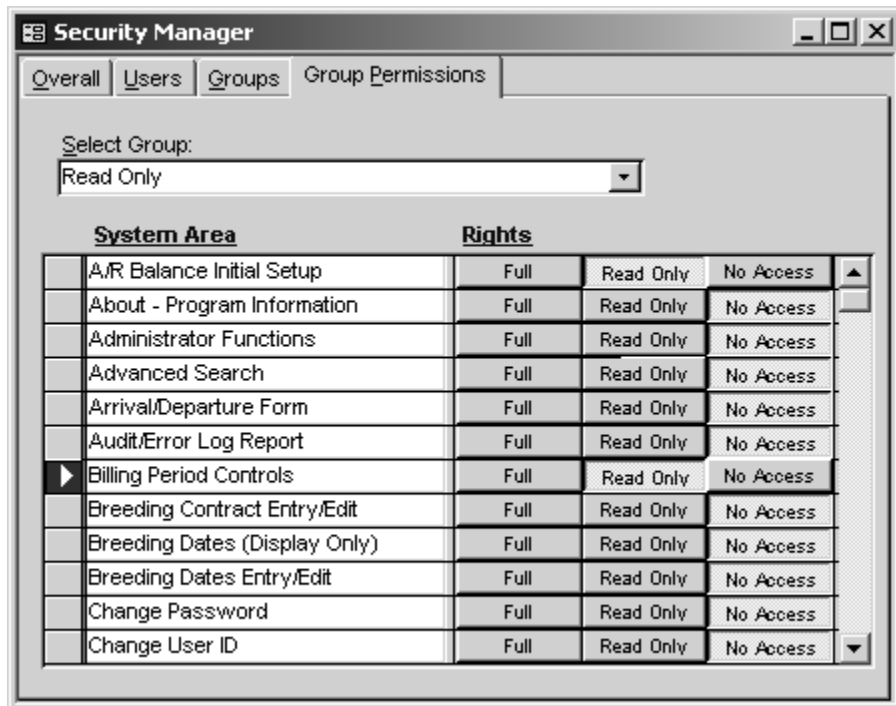 Security Manager
Overall Users Groups Group Permissions
Select Group:
Read Only
System Area Rights
A/R Balance Initial Setup Full Read Only No Access
About - Program Information Full Read Only No Access
Administrator Functions Full Read Only No Access
Advanced Search Full Read Only No Access
Arrival/Departure Form Full Read Only No Access
Audit/Error Log Report Full Read Only No Access
Billing Period Controls Full Read Only No Access
Breeding Contract Entry/Edit Full Read Only No Access
Breeding Dates (Display Only) Full Read Only No Access
Breeding Dates Entry/Edit Full Read Only No Access
Change Password Full Read Only No Access
Change User ID Full Read Only No Access